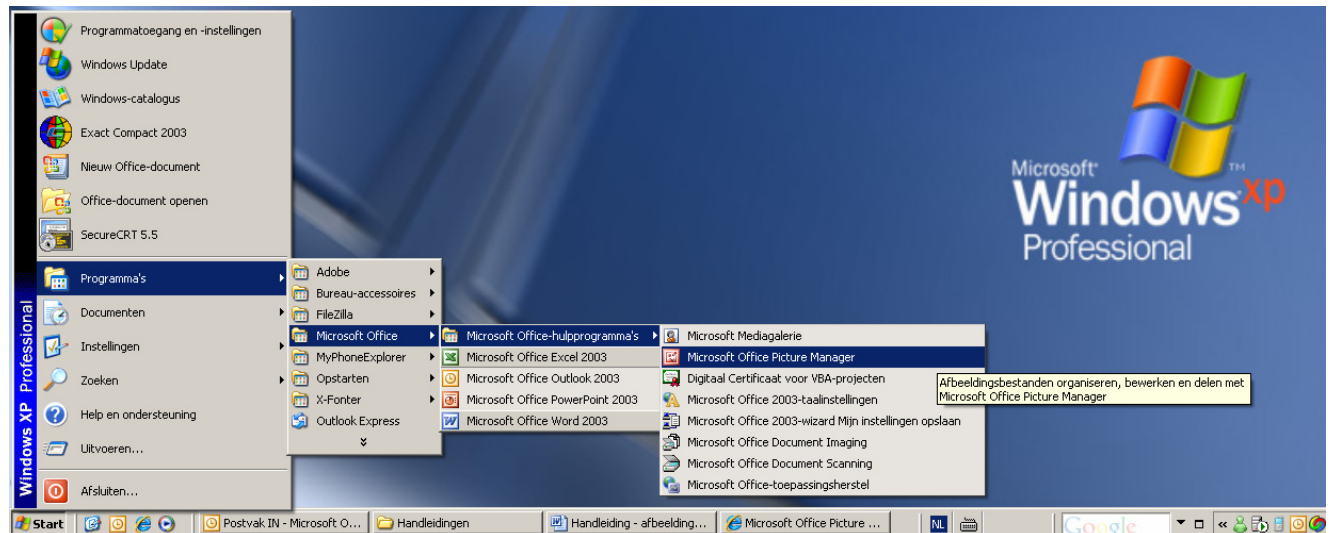 Programmatoegang en -instellingen
Windows Update
Windows-catalogus
Exact Compact 2003
Nieuw Office-document
Office-document openen
SecureCRT 5.5
Programma's
Documenten
Instellingen
Zoeken
Help en ondersteuning
Uitvoeren...
Afsluiten...
Windows XP Professional
Adobe
Bureau-accessoires
FileZilla
Microsoft Office
MyPhoneExplorer
Opstarten
X-Fonter
Outlook Express
Microsoft Office-hulpprogramma's
Microsoft Office Excel 2003
Microsoft Office Outlook 2003
Microsoft Office PowerPoint 2003
Microsoft Office Word 2003
Microsoft Mediagalerie
Microsoft Office Picture Manager
Digitaal Certificaat voor VBA-projecten
Microsoft Office 2003-taalinstellingen
Microsoft Office 2003-wizard Mijn instellingen opslaan
Microsoft Office Document Imaging
Microsoft Office Document Scanning
Microsoft Office-toepassingsherstel
Afbeeldingsbestanden organiseren, bewerken en delen met
Microsoft Office Picture Manager
Microsoft
TM
Windows xp
Professional
Start
Postvak IN - Microsoft O...
Handleidingen
Handleiding - afbeelding...
Microsoft Office Picture ...
NL
Google